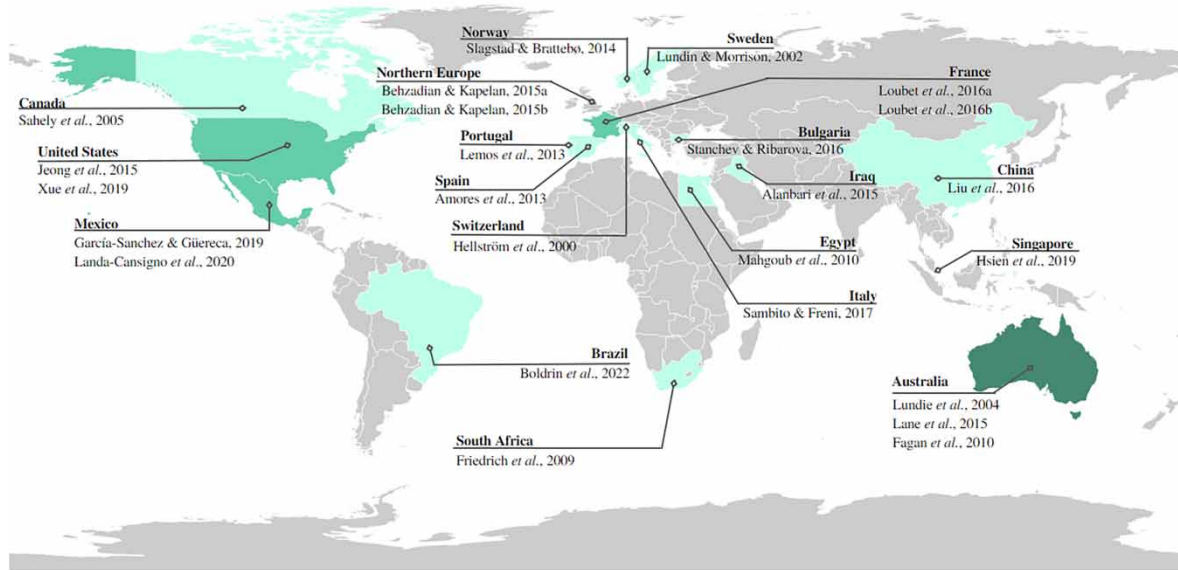 Norway
Slagstad & Brattebø, 2014
Sweden
Lundin & Morrison, 2002
Northern Europe
Behzadian & Kapelan, 2015a
Behzadian & Kapelan, 2015b
France
Loubet et al., 2016a
Loubet et al., 2016b
Canada
Sahely et al., 2005
United States
Jeong et al., 2015
Xue et al., 2019
Mexico
García-Sanchez & Güereca, 2019
Landa-Cansigno et al., 2020
Portugal
Lemos et al., 2013
Spain
Amores et al., 2013
Switzerland
Hellström et al., 2000
Bulgaria
Stanchev & Ribarova, 2016
Iraq
Alanbari et al., 2015
China
Liu et al., 2016
Egypt
Mahgoub et al., 2010
Singapore
Hsien et al., 2019
Italy
Sambito & Freni, 2017
Brazil
Boldrin et al., 2022
South Africa
Friedrich et al., 2009
Australia
Lundie et al., 2004
Lane et al., 2015
Fagan et al., 2010